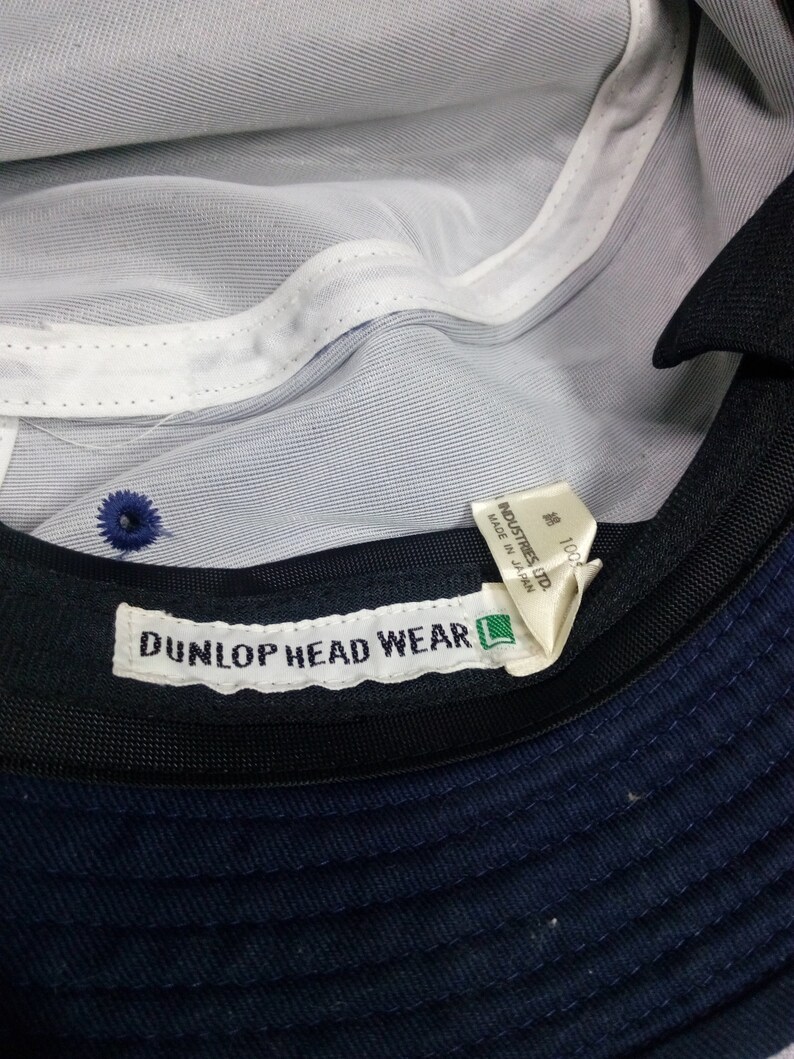 綿 100%
INDUSTRIES, LTD.
MADE IN JAPAN
DUNLOP HEAD WEAR L